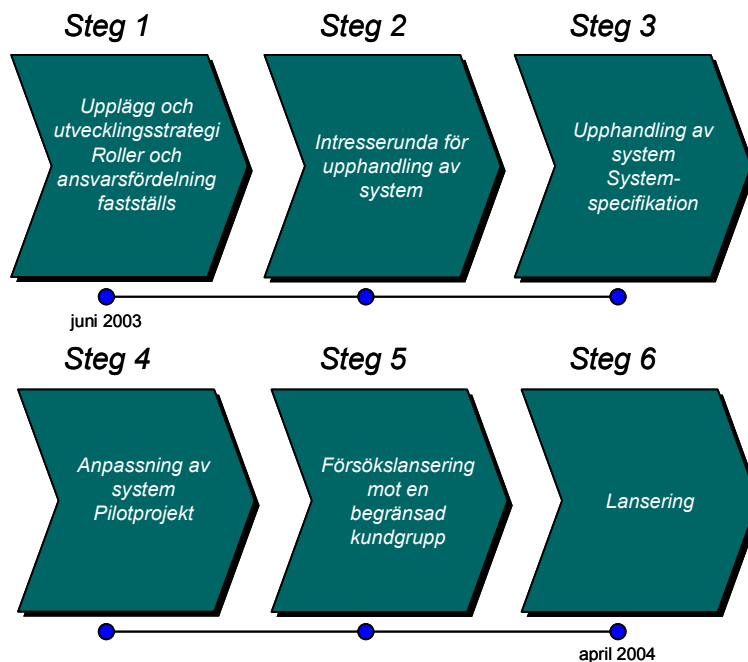 Steg 1
Steg 2
Steg 3
Upplägg och
utvecklingsstrategi
Roller och
ansvarsfördelning
fastställs
Intresserunda för
upphandling av
system
Upphandling av
system
System-
specifikation
juni 2003
Steg 4
Steg 5
Steg 6
Anpassning av
system
Pilotprojekt
Försökslansering
mot en
begränsad
kundgrupp
Lansering
april 2004